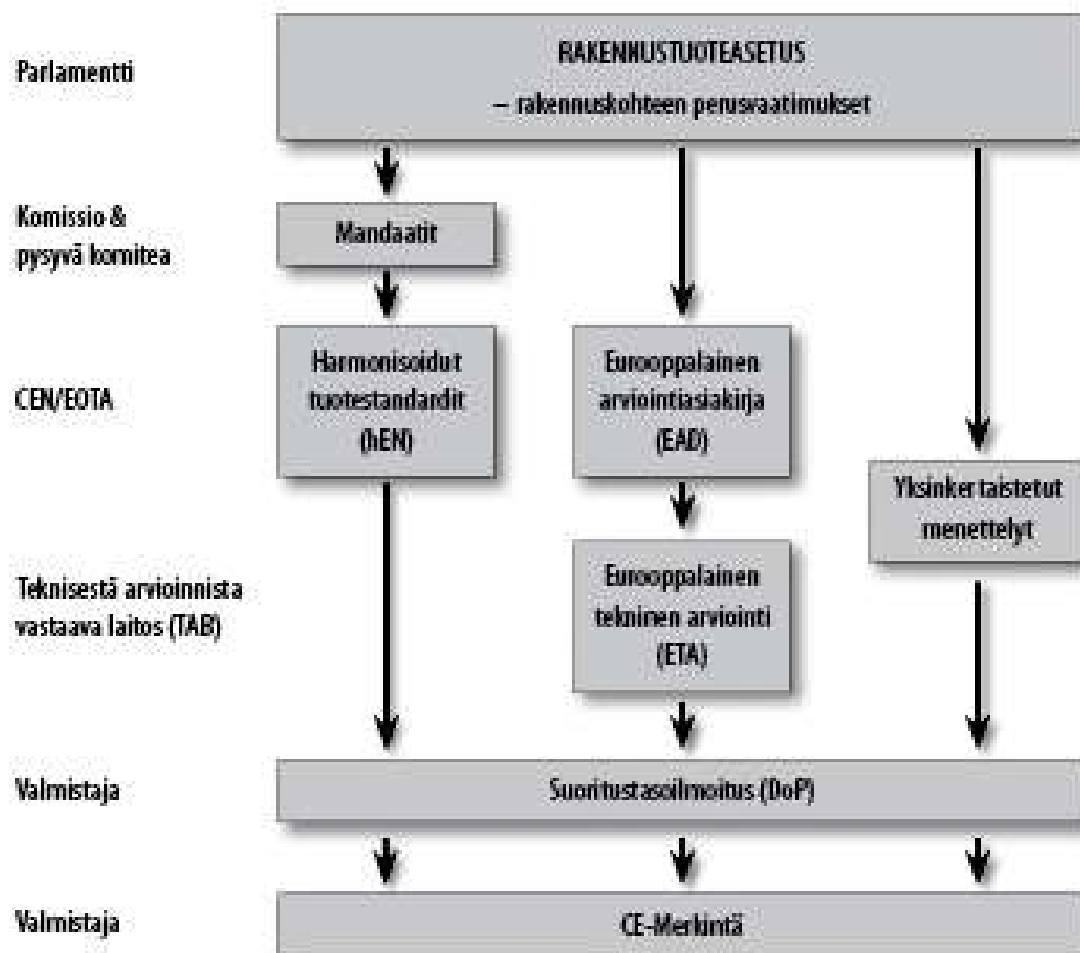 Parlamentti
RAKENNUSTUOTEASETUS
– rakennuskohteen perusvaatimukset
Komissio &
pysyvä komitea
Mandaatit
CEN/EOTA
Harmonisoidut
tuotestandardit
(hEN)
Eurooppalainen
arviointiasiakirja
(EAD)
Yksinkertaistetut
menettelyt
Teknisestä arvioinnista
vastaava laitos (TAB)
Eurooppalainen
tekninen arviointi
(ETA)
Valmistaja
Suoritustasoilmoitus (DoP)
Valmistaja
CE-Merkintä